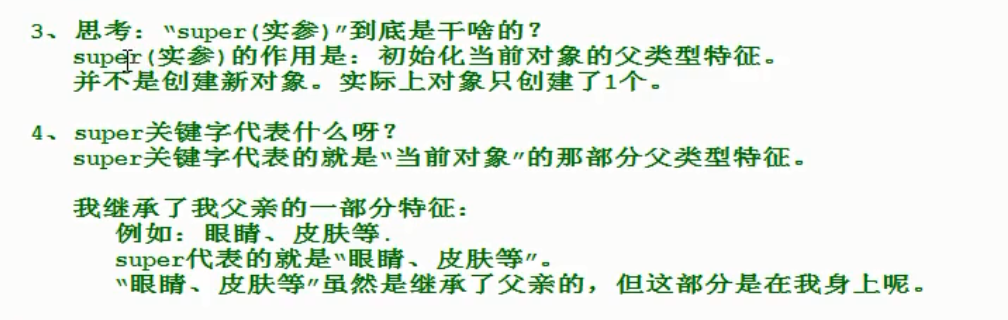 3、思考：“super(实参)”到底是干啥的？
super(实参)的作用是：初始化当前对象的父类型特征。
并不是创建新对象。实际上对象只创建了1个。
4、super关键字代表什么呀？
super关键字代表的就是“当前对象”的那部分父类型特征。
我继承了我父亲的一部分特征：
例如：眼睛、皮肤等.
super代表的就是“眼睛、皮肤等”。
“眼睛、皮肤等”虽然是继承了父亲的，但这部分是在我身上呢。